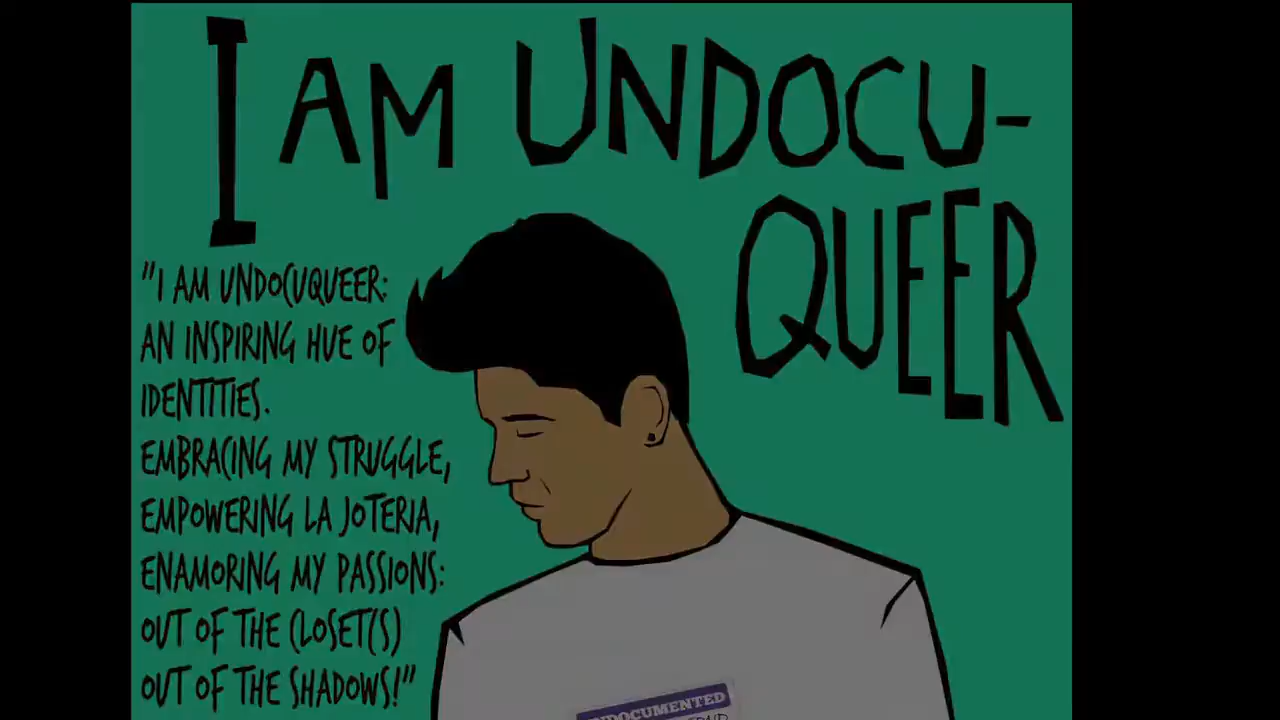 I AM UNDOCU-
QUEER
"I AM UNDOCUQUEER:
AN INSPIRING HUE OF
IDENTITIES.
EMBRACING MY STRUGGLE,
EMPOWERING LA JOTERIA,
ENAMORING MY PASSIONS:
OUT OF THE CLOSET(S)
OUT OF THE SHADOWS!"
NDOCUMENTED